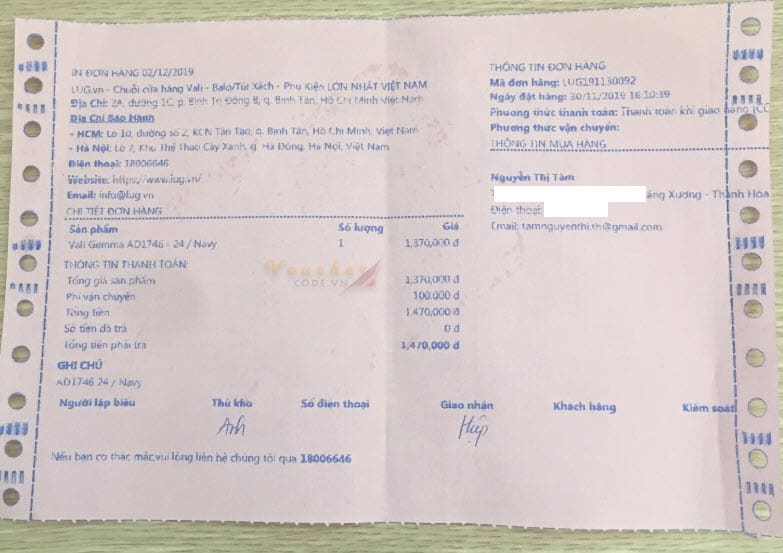 IN ĐƠN HÀNG 02/12/2019
LUG.vn - Chuỗi cửa hàng Vali - Balo/Túi Xách - Phụ Kiện LỚN NHẤT VIỆT NAM
Địa Chỉ: 2A, đường 1C, p. Bình Trị Đông B, q. Bình Tân, Hồ Chí Minh Việt Nam
Địa Chỉ Bảo Hành
- HCM: Lô 10, đường số 2, KCN Tân Tạo, q. Bình Tân, Hồ Chí Minh, Việt Nam
- Hà Nội: Lô 7, Khu Thể Thao Cây Xanh, q. Hà Đông, Hà Nội, Việt Nam
Điện thoại: 18006646
Website: https://www.lug.vn/
Email: info@lug.vn
CHI TIẾT ĐƠN HÀNG
Sản phẩm Số lượng Giá
Vali Gamma AD1746 - 24 / Navy 1 1,370,000 đ
THÔNG TIN THANH TOÁN:
Tổng giá sản phẩm 1,370,000 đ
Phí vận chuyển 100,000 đ
Tổng tiền 1,470,000 đ
Số tiền đã trả 0 đ
Tổng tiền phải trả 1,470,000 đ
GHI CHÚ
AD1746 24 / Navy
THÔNG TIN ĐƠN HÀNG
Mã đơn hàng: LUG191130092
Ngày đặt hàng: 30/11/2019 16:10:39
Phương thức thanh toán: Thanh toán khi giao hàng
Phương thức vận chuyển:
THÔNG TIN MUA HÀNG
Nguyễn Thị Tâm
Xương - Thanh Hóa
Điện thoại:
Email: tamnguyenthi.th@gmail.com
Người lập biểu Thủ kho Số điện thoại Giao nhận Khách hàng Kiểm soát
Anh Hiệp
Nếu bạn có thắc mắc,vui lòng liên hệ chúng tôi qua 18006646
Voucher
CODE.VN